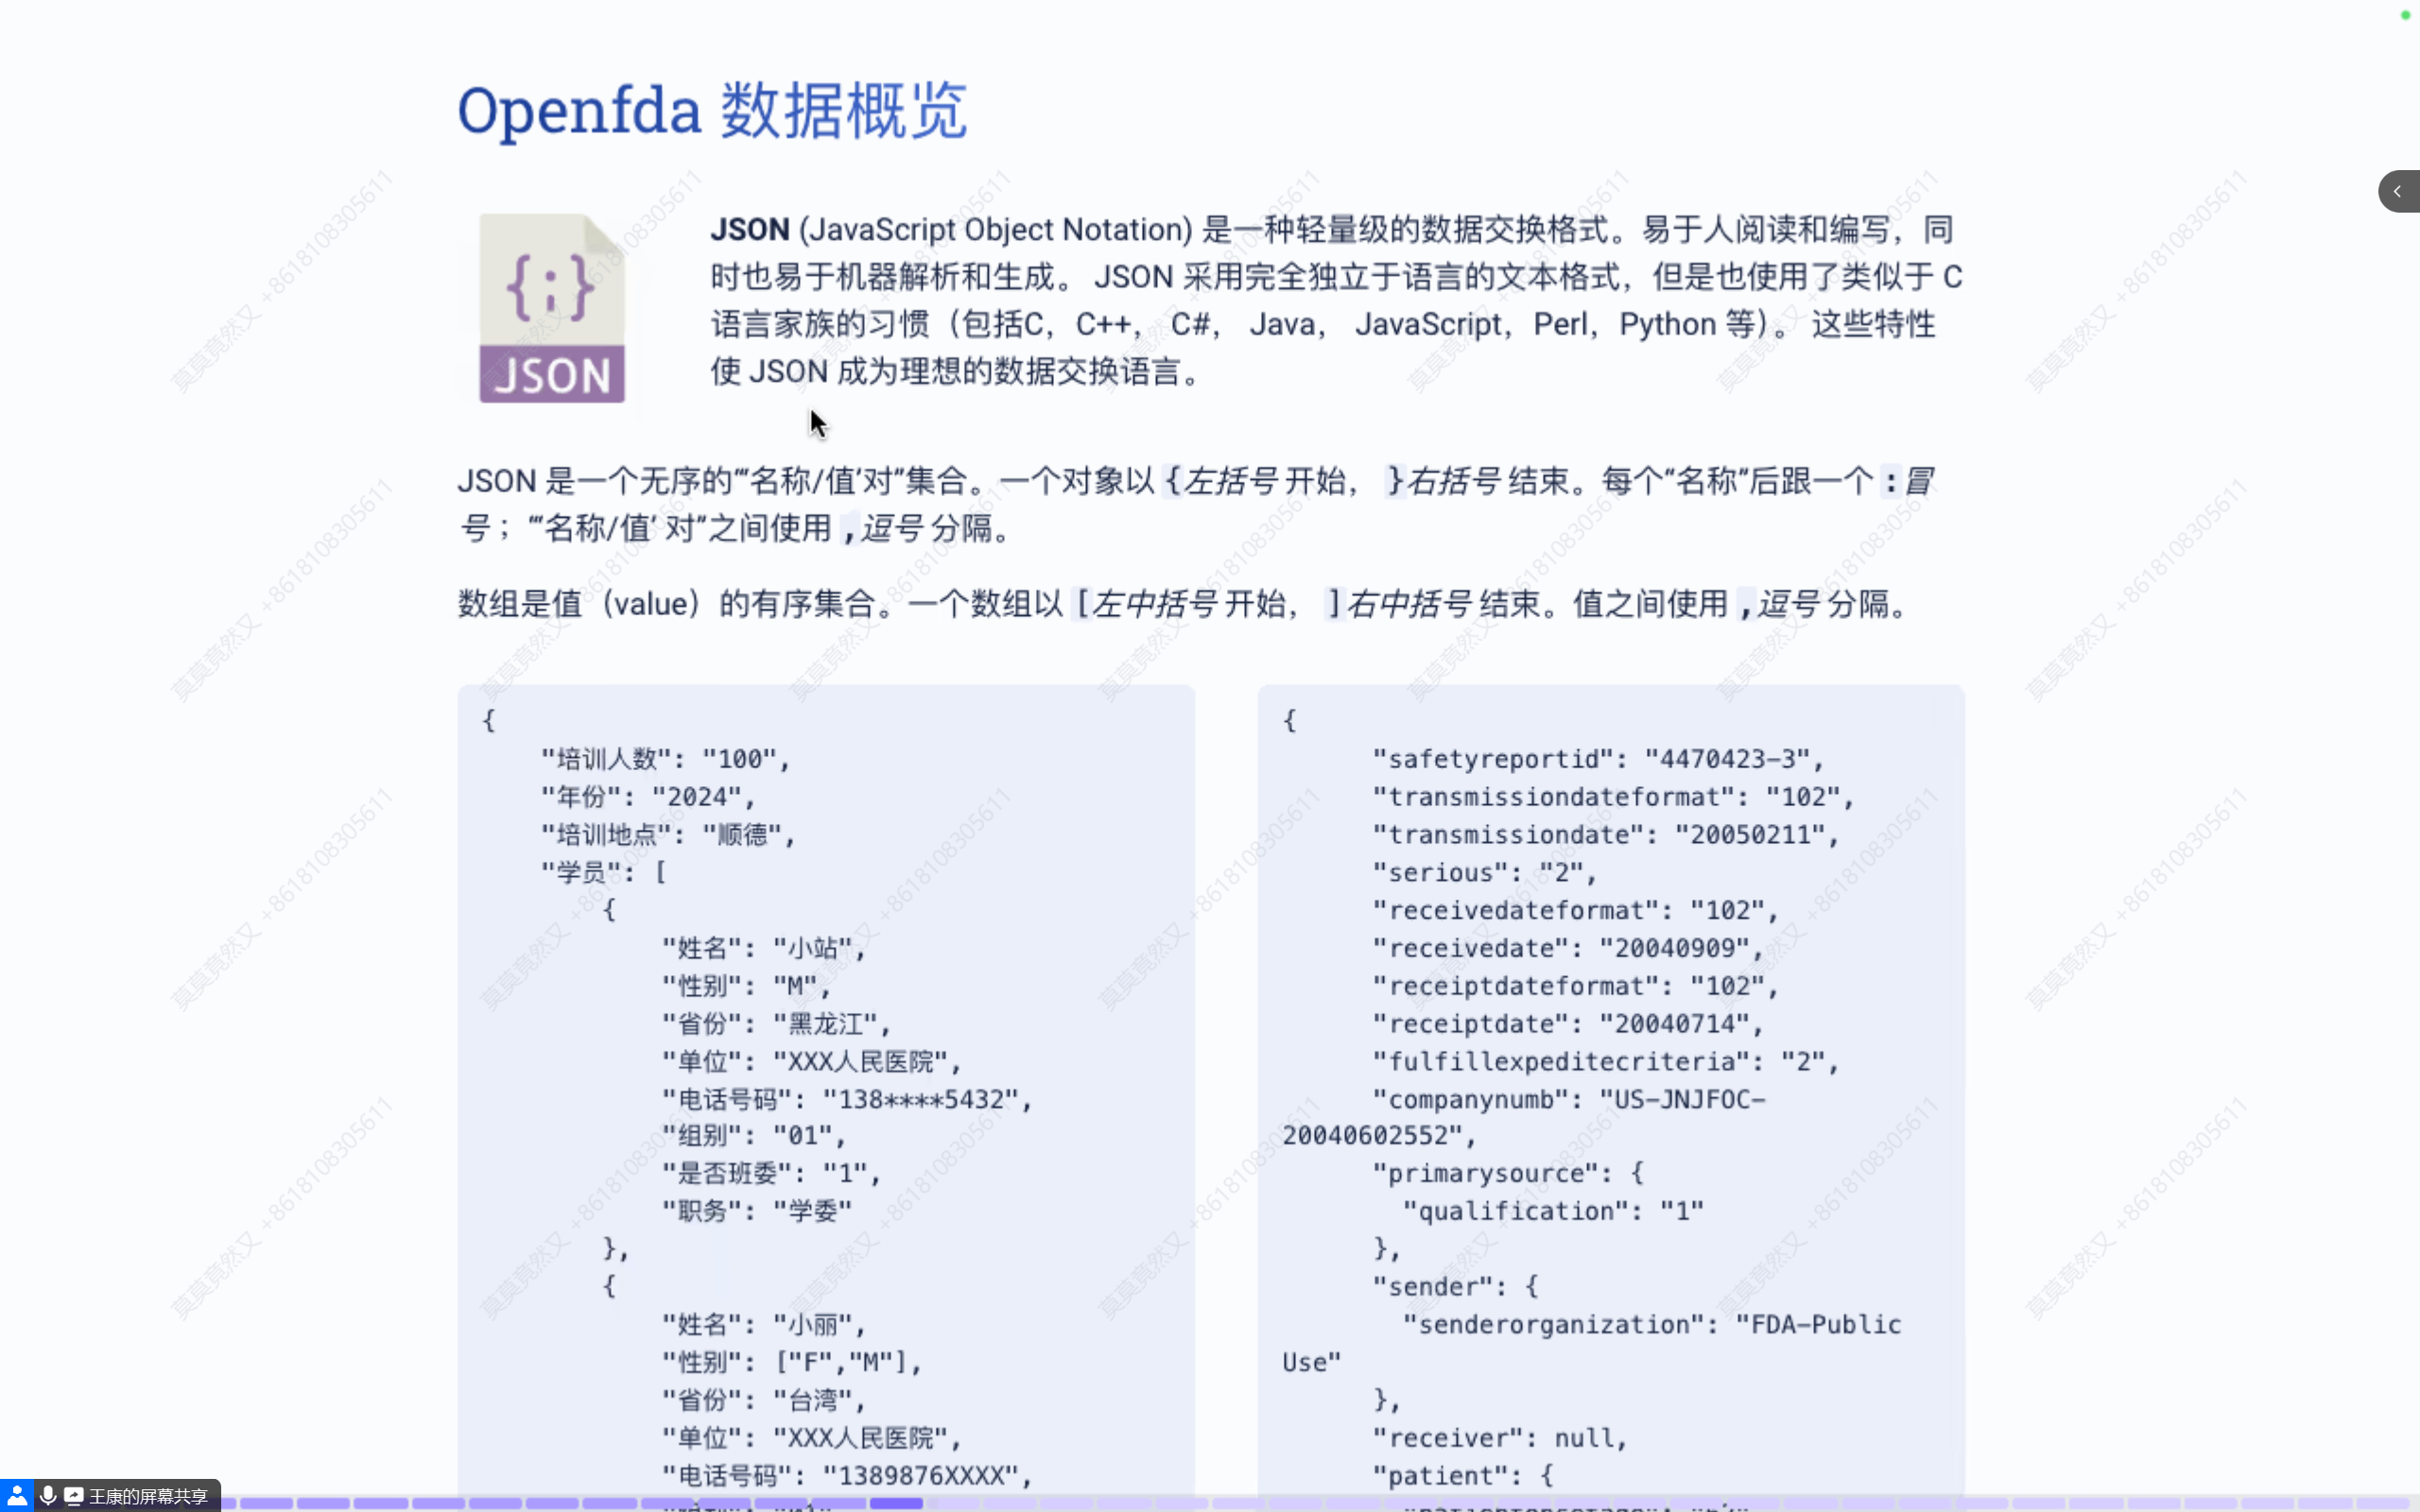 Openfda 数据概览
JSON (JavaScript Object Notation) 是一种轻量级的数据交换格式。易于人阅读和编写，同
时也易于机器解析和生成。 JSON 采用完全独立于语言的文本格式，但是也使用了类似于 C
语言家族的习惯（包括C， C++， C#， Java， JavaScript，Perl，Python 等）。 这些特性
使 JSON 成为理想的数据交换语言。
{;}
JSON
JSON 是一个无序的“‘名称/值’对”集合。一个对象以 {左括号 开始， }右括号 结束。每个“名称”后跟一个 :冒
号；“‘名称/值’ 对”之间使用 ,逗号 分隔。
数组是值（value）的有序集合。一个数组以 [左中括号 开始， ]右中括号 结束。值之间使用 ,逗号 分隔。
{
"培训人数": "100",
"年份": "2024",
"培训地点": "顺德",
"学员": [
{
"姓名": "小站",
"性别": "M",
"省份": "黑龙江",
"单位": "XXX人民医院",
"电话号码": "138****5432",
"组别": "01",
"是否班委": "1",
"职务": "学委"
},
{
"姓名": "小丽",
"性别": ["F","M"],
"省份": "台湾",
"单位": "XXX人民医院",
"电话号码": "1389876XXXX",
{
"safetyreportid": "4470423-3",
"transmissiondateformat": "102",
"transmissiondate": "20050211",
"serious": "2",
"receivedateformat": "102",
"receivedate": "20040909",
"receiptdateformat": "102",
"receiptdate": "20040714",
"fulfillexpeditecriteria": "2",
"companynumb": "US-JNJFOC-
20040602552",
"primarysource": {
"qualification": "1"
},
"sender": {
"senderorganization": "FDA-Public
Use"
},
"receiver": null,
"patient": {
王康的屏幕共享
莫莫竟然又 +8618108305611